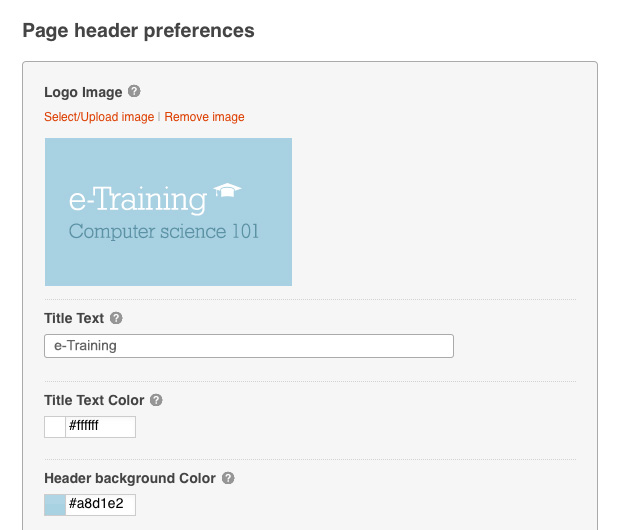 Page header preferences
Logo Image ?
Select/Upload image | Remove image
e-Training
Computer science 101
Title Text ?
e-Training
Title Text Color ?
#ffffff
Header background Color ?
#a8d1e2